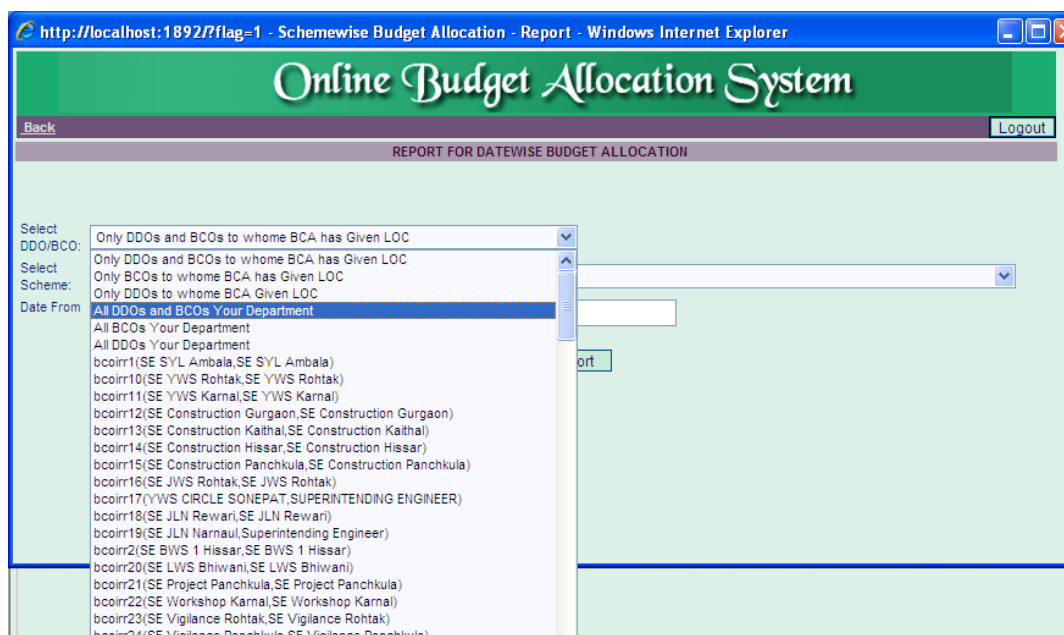 http://localhost:1892/?flag=1 - Schemewise Budget Allocation - Report - Windows Internet Explorer
Online Budget Allocation System
Back
Logout
REPORT FOR DATEWISE BUDGET ALLOCATION
Select
DDO/BCO:
Only DDOs and BCOs to whome BCA has Given LOC
Only DDOs and BCOs to whome BCA has Given LOC
Select
Scheme:
Only BCOs to whome BCA has Given LOC
Only DDOs to whome BCA Given LOC
Date From
All DDOs and BCOs Your Department
All BCOs Your Department
All DDOs Your Department
bcoirr1(SE SYL Ambala,SE SYL Ambala)
ort
bcoirr10(SE YWS Rohtak,SE YWS Rohtak)
bcoirr11(SE YWS Karnal,SE YWS Karnal)
bcoirr12(SE Construction Gurgaon,SE Construction Gurgaon)
bcoirr13(SE Construction Kaithal,SE Construction Kaithal)
bcoirr14(SE Construction Hissar,SE Construction Hissar)
bcoirr15(SE Construction Panchkula,SE Construction Panchkula)
bcoirr16(SE JWS Rohtak,SE JWS Rohtak)
bcoirr17(YWS CIRCLE SONEPAT,SUPERINTENDING ENGINEER)
bcoirr18(SE JLN Rewari,SE JLN Rewari)
bcoirr19(SE JLN Narnaul,Superintending Engineer)
bcoirr2(SE BWS 1 Hissar,SE BWS 1 Hissar)
bcoirr20(SE LWS Bhiwani,SE LWS Bhiwani)
bcoirr21(SE Project Panchkula,SE Project Panchkula)
bcoirr22(SE Workshop Karnal,SE Workshop Karnal)
bcoirr23(SE Vigilance Rohtak,SE Vigilance Rohtak)
bcoirr24(SE Vigilance Panchkula,SE Vigilance Panchkula)